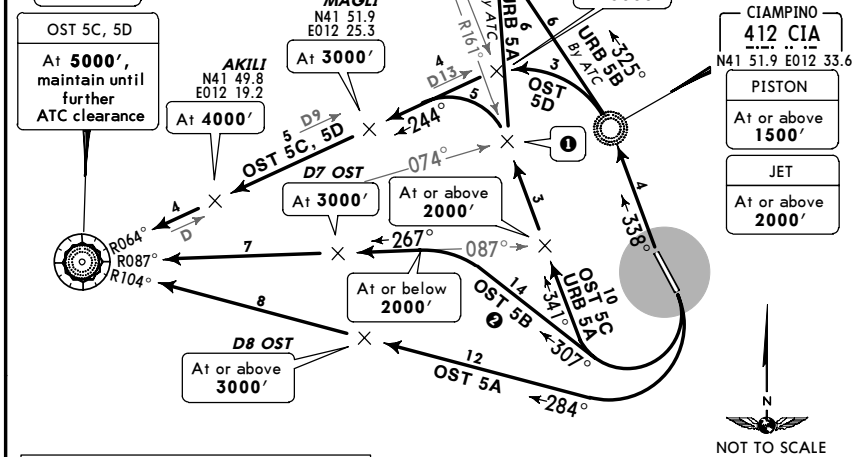 MAGLI
N41 51.9
E012 25.3
At 3000'
OST 5C, 5D
At 5000',
maintain until
further
ATC clearance
AKILI
N41 49.8
E012 19.2
At 4000'
R161°
by ATC
URB 5A
6
6
URB 5B
By ATC
325°
CIAMPINO
412 CIA
N41 51.9 E012 33.6
PISTON
At or above
1500'
JET
At or above
2000'
4
D13
3
OST
5D
5
D9
OST 5C, 5D
244°
5
074°
❶
D7 OST
At 3000'
At or above
2000'
3
4
338°
4
D
R064°
R087°
R104°
7
267°
087°
At or below
2000'
14
OST 5B
❷
341°
10
OST 5C
URB 5A
307°
8
D8 OST
At or above
3000'
12
OST 5A
284°
N
NOT TO SCALE